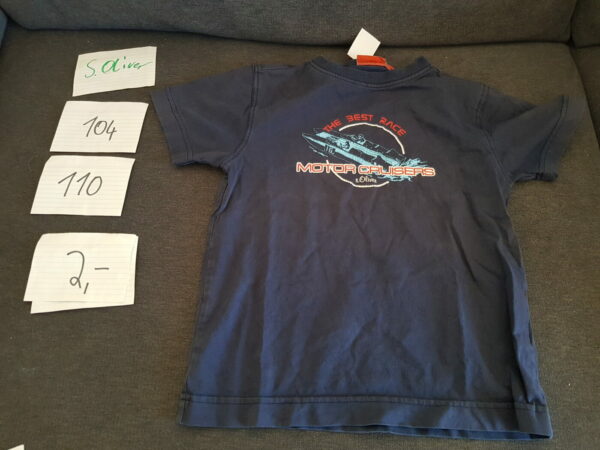 S.Oliver
104
110
2,-
THE BEST RACE
MOTOR CRUISERS
s.Oliver